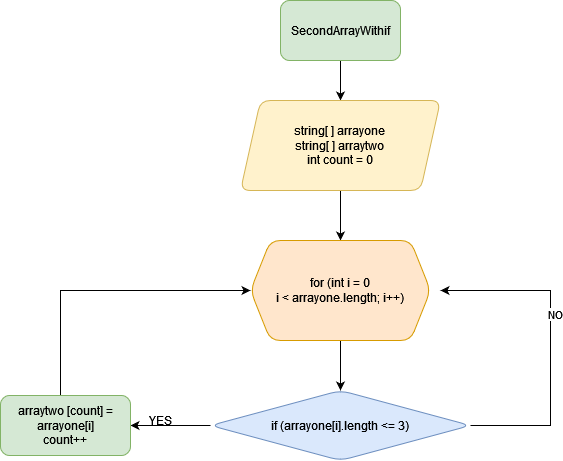 SecondArrayWithif
string[ ] arrayone
string[ ] arraytwo
int count = 0
for (int i = 0
i < arrayone.length; i++)
NO
arraytwo [count] =
arrayone[i]
count++
YES
if (arrayone[i].length <= 3)